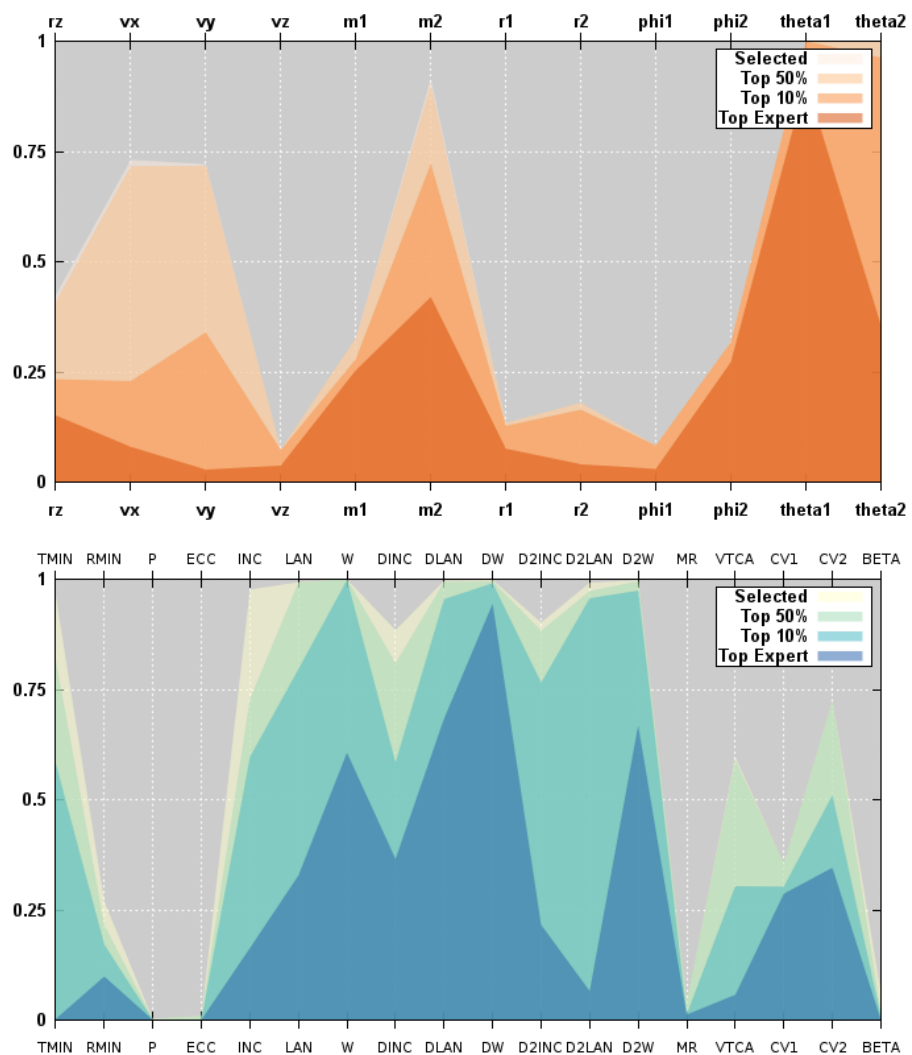 rz vx vy vz m1 m2 r1 r2 phi1 phi2 theta1 theta2
1
Selected
Top 50%
Top 10%
Top Expert
0.75
0.5
0.25
0
rz vx vy vz m1 m2 r1 r2 phi1 phi2 theta1 theta2
TMIN RMIN P ECC INC LAN W DINC DLAN DW D2INC D2LAN D2W MR VTCA CV1 CV2 BETA
1
Selected
Top 50%
Top 10%
Top Expert
0.75
0.5
0.25
0
TMIN RMIN P ECC INC LAN W DINC DLAN DW D2INC D2LAN D2W MR VTCA CV1 CV2 BETA